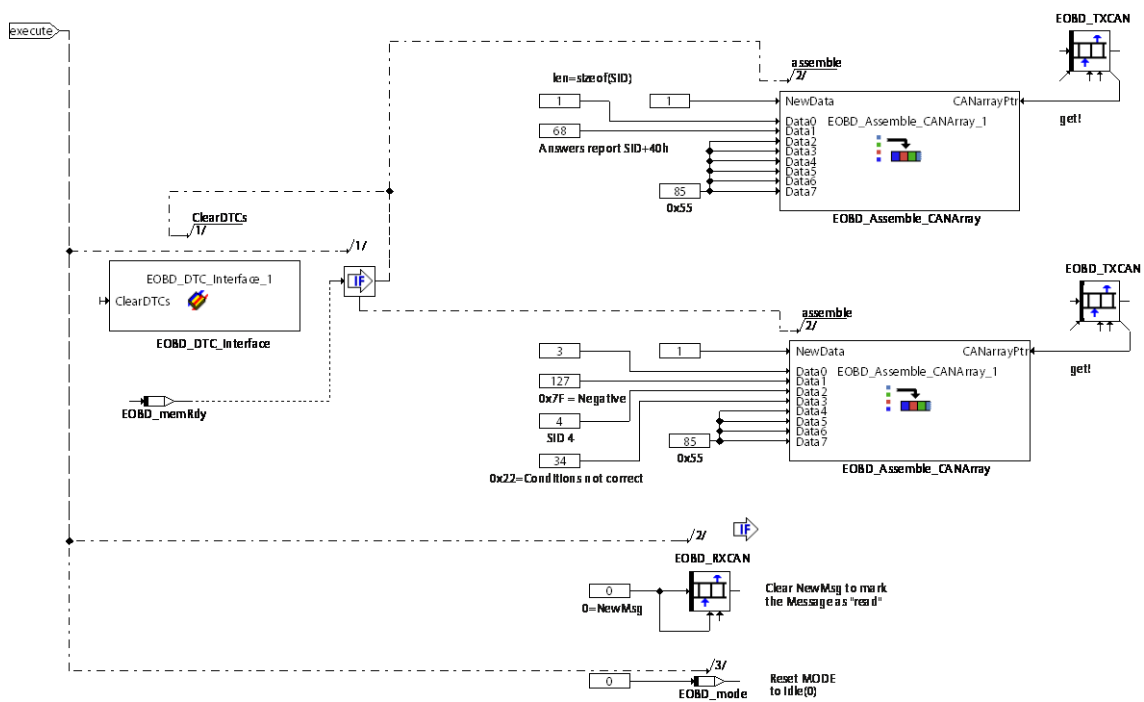 execute
EOBD_TXCAN
assemble
/2/
len=sizeof(SID)
1
1
NewData
CANarrayPtr
get!
Data0
EOBD_Assemble_CANArray_1
68
Data1
Data2
Answers report SID+40h
Data3
Data4
Data5
Data6
85
Data7
0x55
EOBD_Assemble_CANArray
ClearDTCs
/1/
/1/
EOBD_DTC_Interface_1
IF
ClearDTCs
EOBD_DTC_Interface
EOBD_TXCAN
assemble
/2/
3
1
NewData
CANarrayPtr
get!
Data0
EOBD_Assemble_CANArray_1
127
Data1
0x7F = Negative
Data2
Data3
EOBD_memRdy
4
Data4
Data5
SID 4
Data6
85
Data7
0x55
34
EOBD_Assemble_CANArray
0x22=Conditions not correct
/2/
IF
EOBD_RXCAN
0
0=NewMsg
Clear NewMsg to mark
the Message as "read"
/3/
0
EOBD_mode
Reset MODE
to Idle(0)